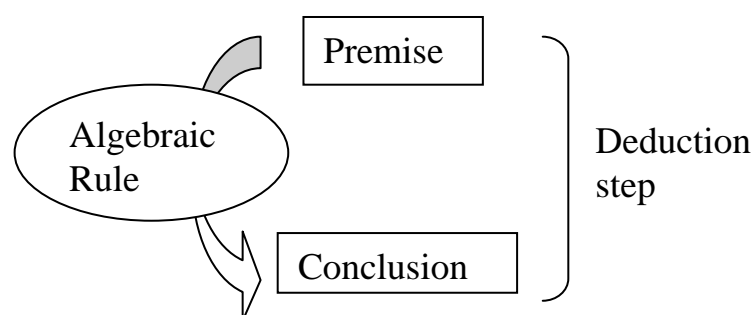 Premise
Algebraic
Rule
Deduction
step
Conclusion